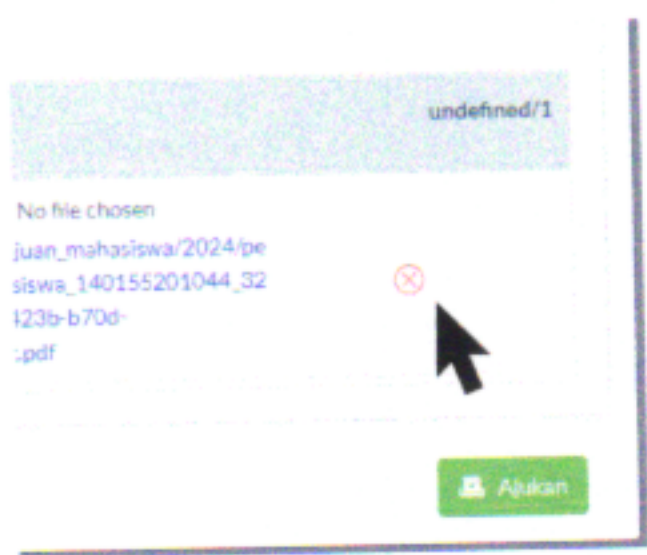 undefined/1
No file chosen
juan_mahasiswa/2024/pe
siswa_140155201044_32
423b-b70d-
.pdf
Ajukan